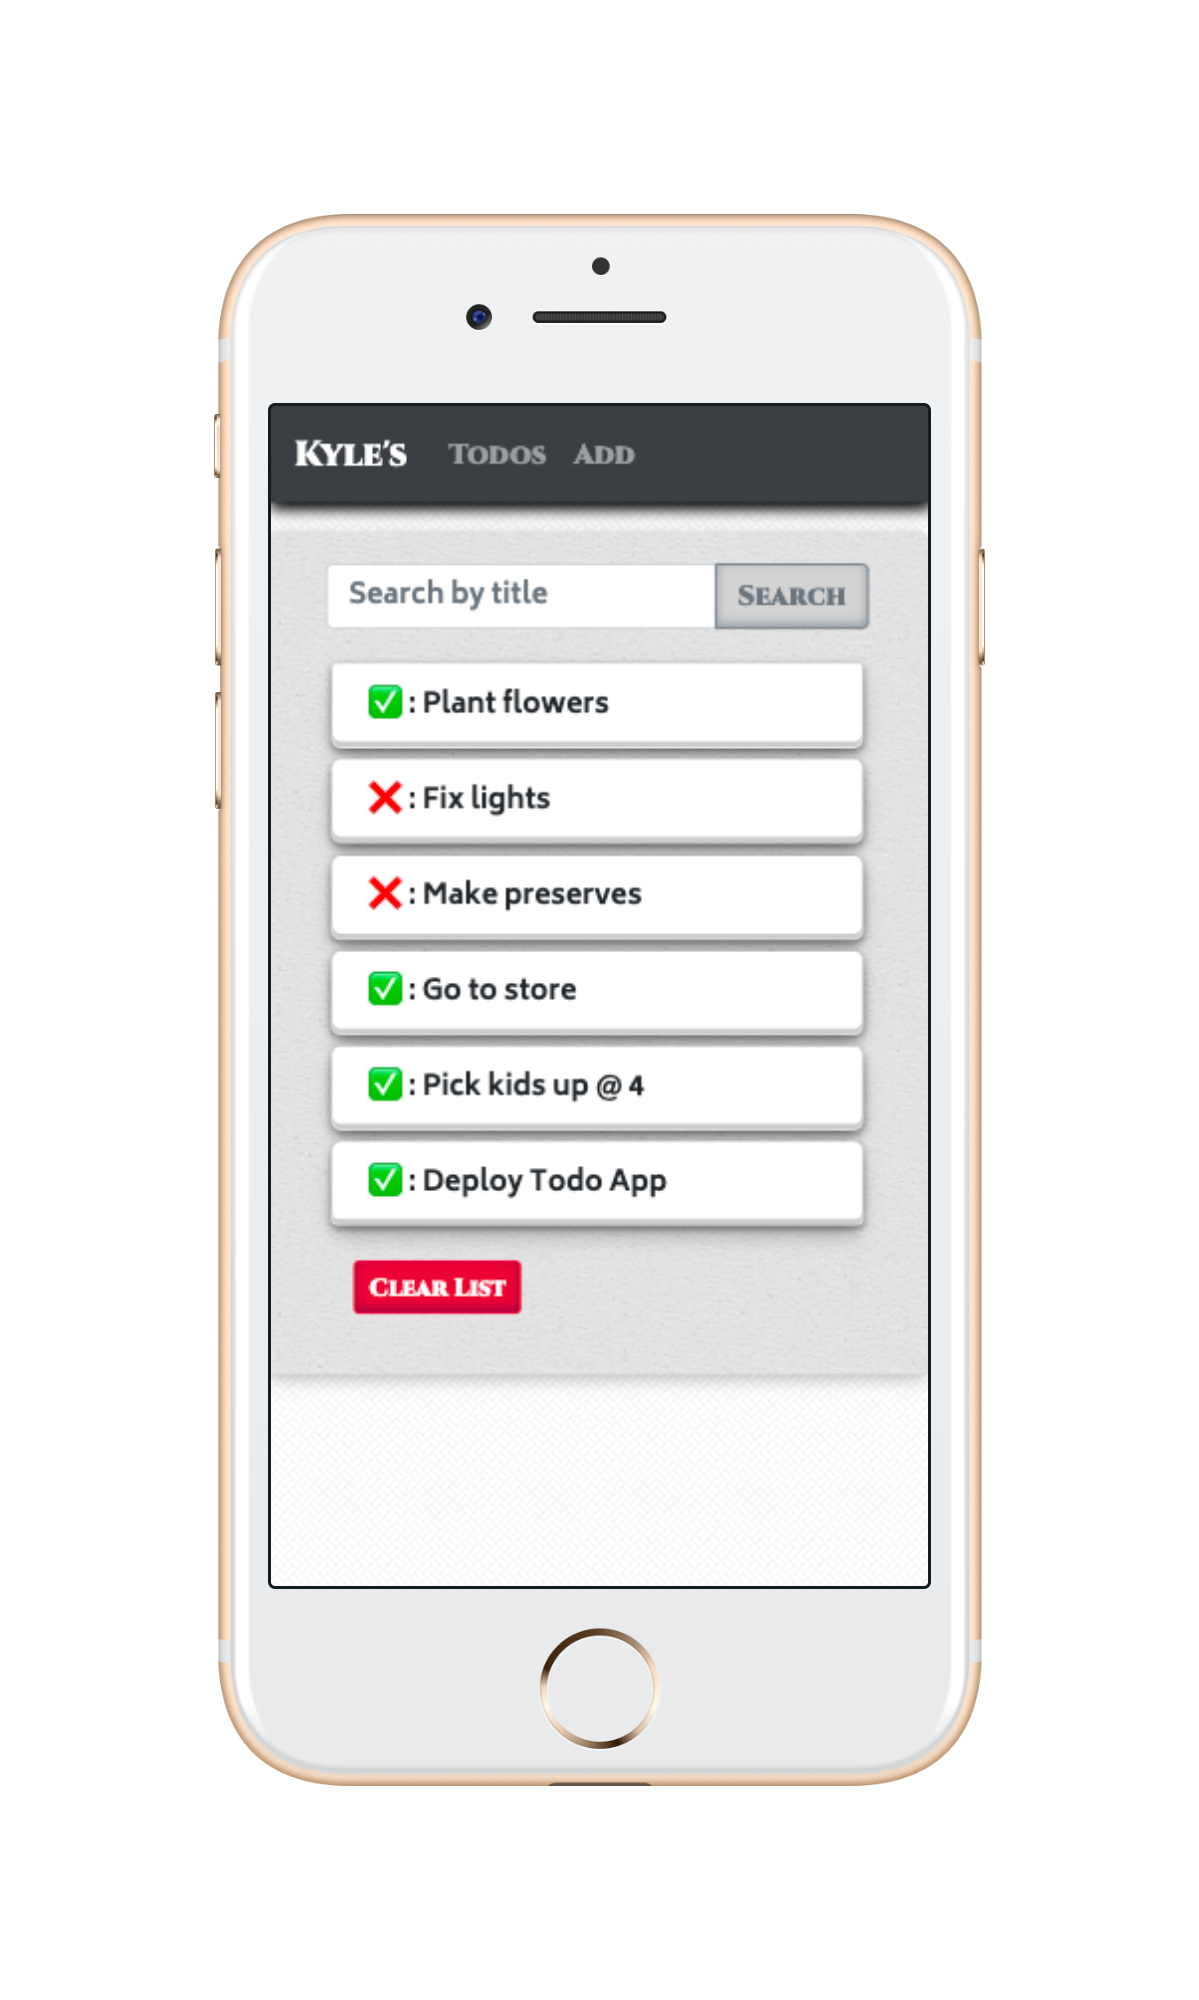 Kyle's Todos Add
Search by title Search
✅ : Plant flowers
❌ : Fix lights
❌ : Make preserves
✅ : Go to store
✅ : Pick kids up @ 4
✅ : Deploy Todo App
Clear List